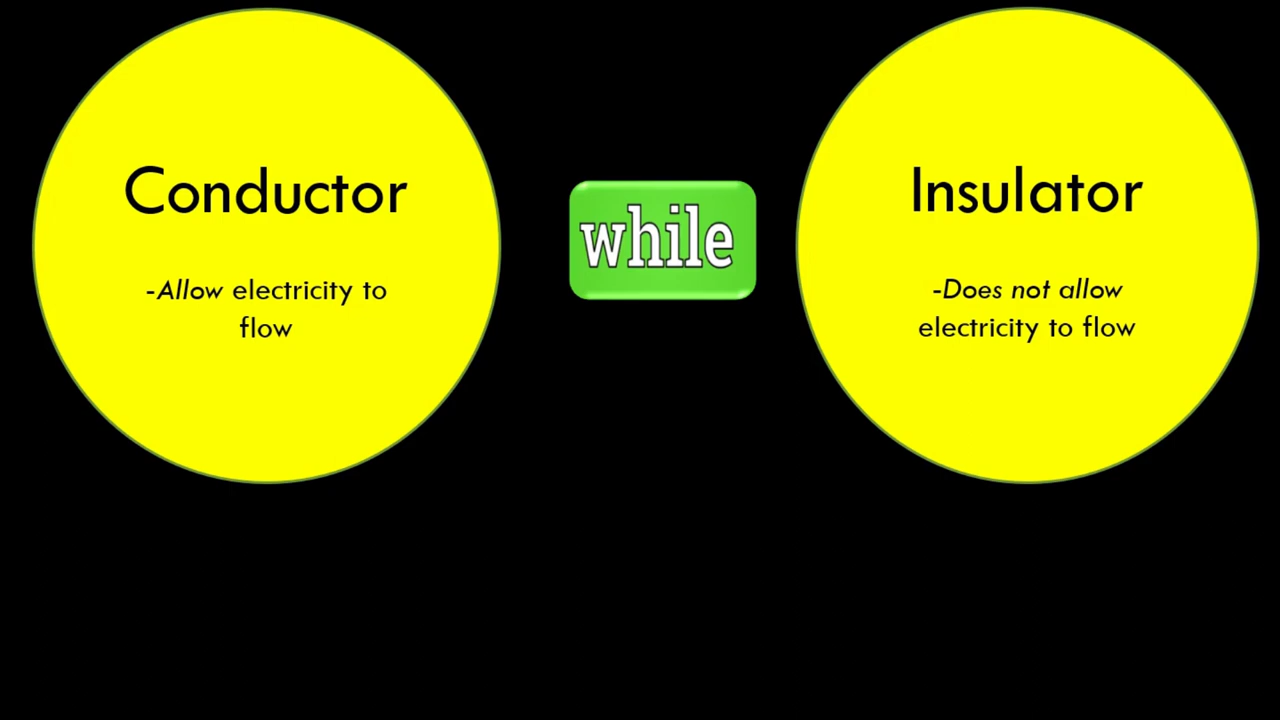 Conductor
-Allow electricity to
flow
while
Insulator
-Does not allow
electricity to flow